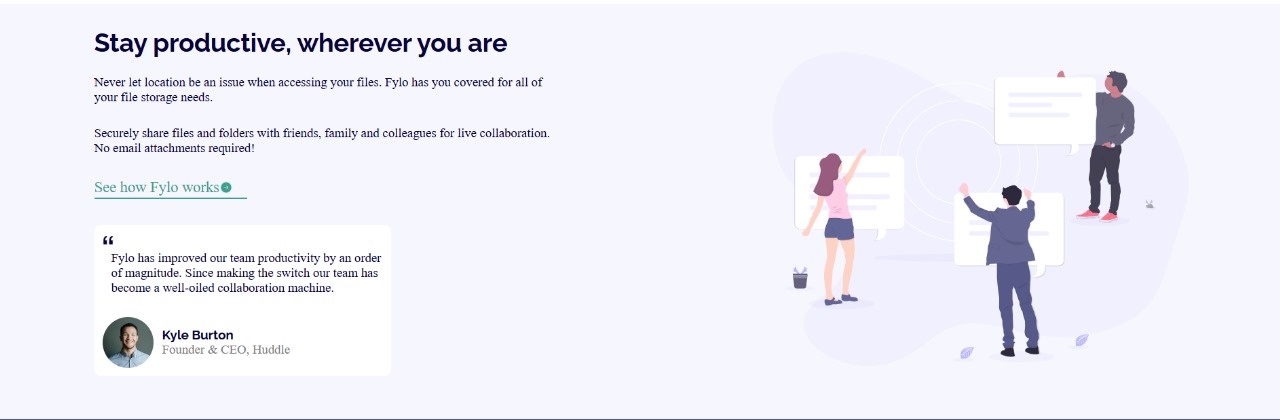 Stay productive, wherever you are
Never let location be an issue when accessing your files. Fylo has you covered for all of
your file storage needs.
Securely share files and folders with friends, family and colleagues for live collaboration.
No email attachments required!
See how Fylo works
“
Fylo has improved our team productivity by an order
of magnitude. Since making the switch our team has
become a well-oiled collaboration machine.
Kyle Burton
Founder & CEO, Huddle